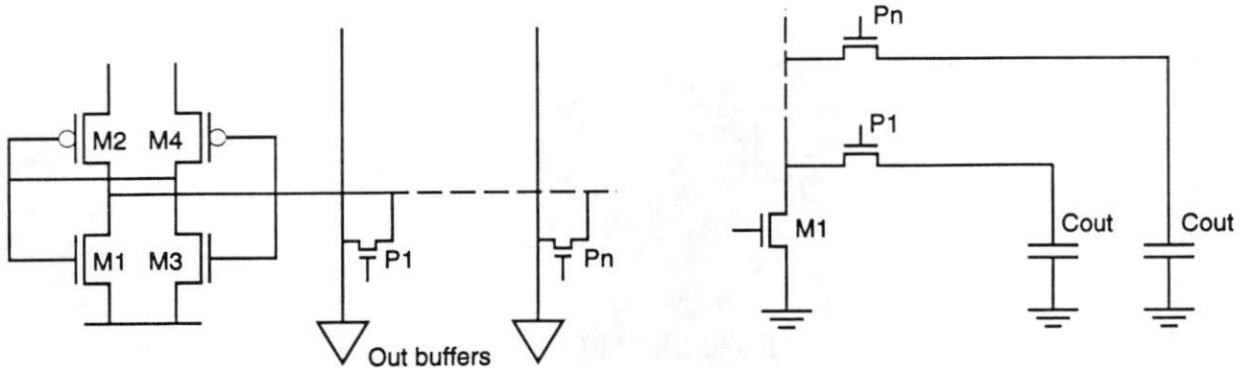 M2 M4
M1 M3
P1
Pn
Out buffers
Pn
P1
M1
Cout
Cout